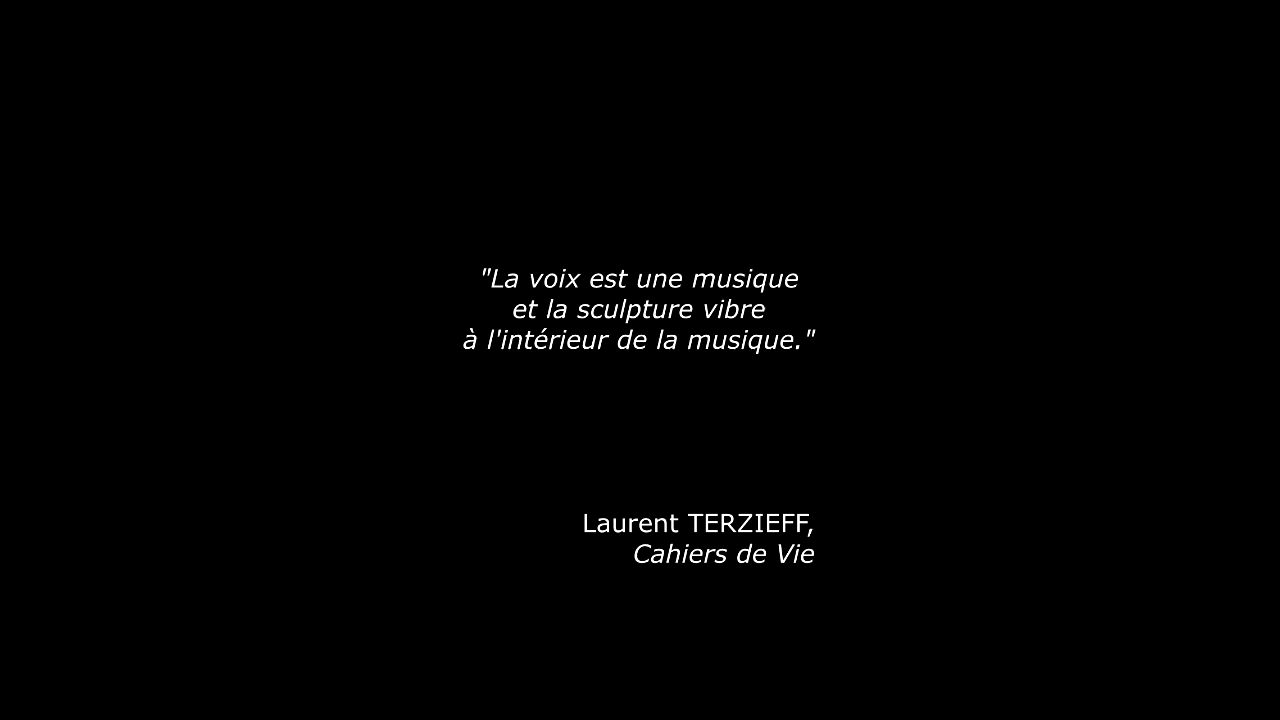 "La voix est une musique
et la sculpture vibre
à l'intérieur de la musique."
Laurent TERZIEFF,
Cahiers de Vie